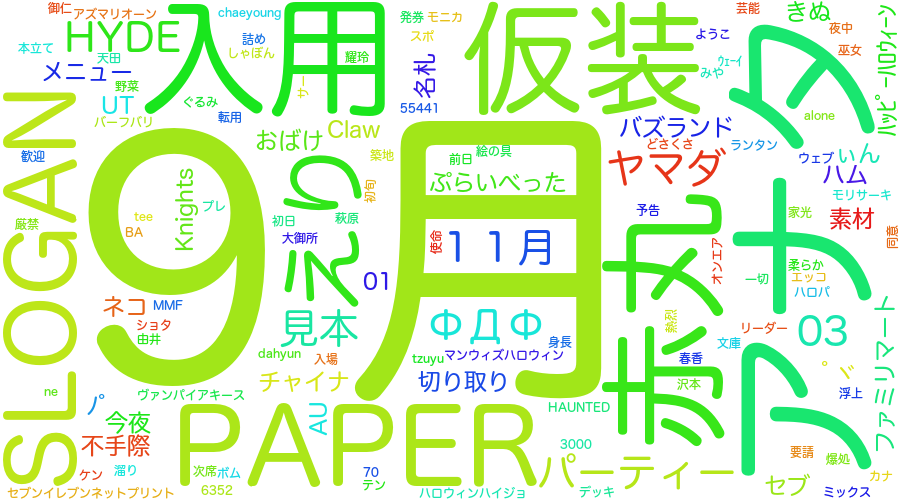 御仁
アズマリオーン
HYDE
本立て
天田
メニュー
野菜
UT
ぐるみ
パーフパリ
転用
歓迎
SLOGAN
厳禁
入用
chaeyoung
詰め
しゃぼん
耀玲
発券
モニカ
スポ
名札
55441
仮装
ようこ
芸能
きぬ
夜中
巫女
みや
ハッピーハロウィーン
alone
タ
バズランド
どさくさ
ランタン
ヤマダ
ウェブ
いん
ハム
モリサーキ
おばけ
Claw
築地
前日
絵の具
ぷらいべった
初旬
Knights
プレ
tee
BA
9月
えり
初日
萩原
大御所
使命
11月
予告
家光
素材
同意
オンエア
赤丸
アナ
柔らか
一切
エッコ
ハロパ
01
ネコ
MMF
ショタ
由井
見本
ФДФ
身長
熱烈
リーダー
03
文庫
dahyun
入場
tzuyu
マンウィズハロウィン
春香
沢本
チャイナ
切り取り
浮上
ファミリマート
ne
ヴァンパイアキース
パ
今夜
AU
PAPER
HAUNTED
不手際
3000
要請
爆処
ケン
溜り
次席
ポム
70
テン
パーティー
セブ
カナ
セブンイレブンネットプリント
6352
ハロウィンハイジョ
デッキ
ミックス